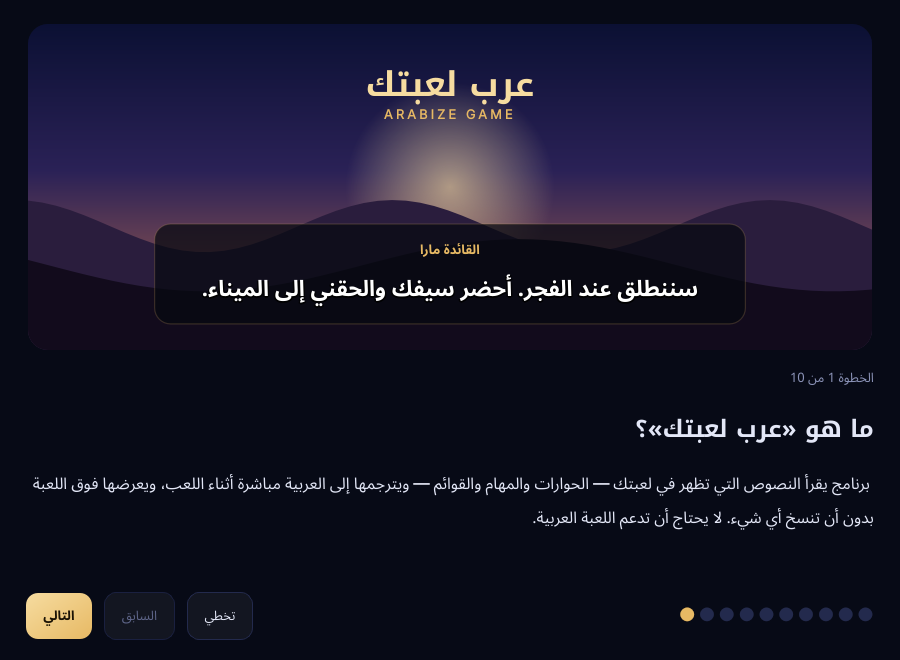 عرب لعبتك
ARABIZE GAME
القائدة مارا
سننطلق عند الفجر. أحضر سيفك والحقني إلى الميناء.
الخطوة 1 من 10
ما هو «عرب لعبتك»؟
برنامج يقرأ النصوص التي تظهر في لعبتك — الحوارات والمهام والقوائم — ويترجمها إلى العربية مباشرة أثناء اللعب، ويعرضها فوق اللعبة
بدون أن تنسخ أي شيء. لا يحتاج أن تدعم اللعبة العربية.
تخطي
السابق
التالي